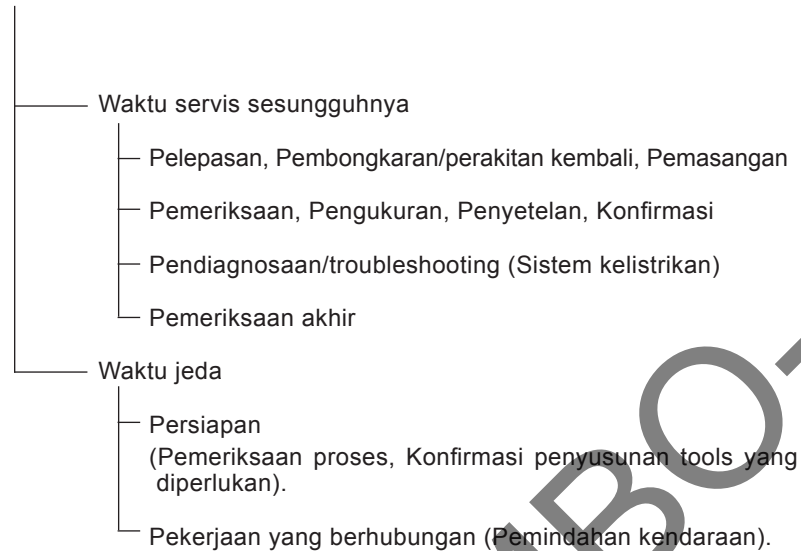 Waktu servis sesungguhnya
Pelepasan, Pembongkaran/perakitan kembali, Pemasangan
Pemeriksaan, Pengukuran, Penyetelan, Konfirmasi
Pendiagnosaan/troubleshooting (Sistem kelistrikan)
Pemeriksaan akhir
Waktu jeda
Persiapan
(Pemeriksaan proses, Konfirmasi penyusunan tools yang
diperlukan).
Pekerjaan yang berhubungan (Pemindahan kendaraan).